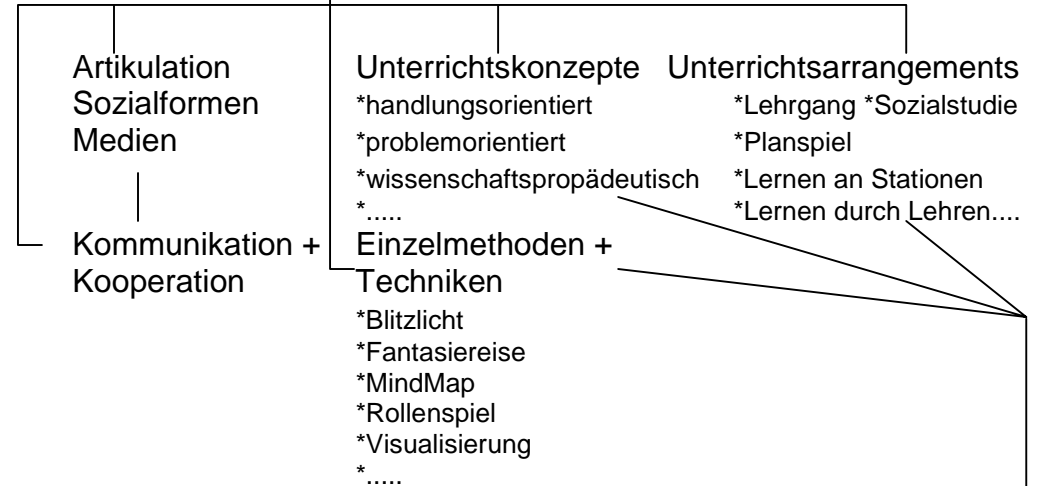 Artikulation
Sozialformen
Medien
Kommunikation +
Kooperation
Unterrichtskonzepte
*handlungsorientiert
*problemorientiert
*wissenschaftspropädeutisch
*.....
Einzelmethoden +
Techniken
*Blitzlicht
*Fantasiereise
*MindMap
*Rollenspiel
*Visualisierung
*.....
Unterrichtsarrangements
*Lehrgang *Sozialstudie
*Planspiel
*Lernen an Stationen
*Lernen durch Lehren....